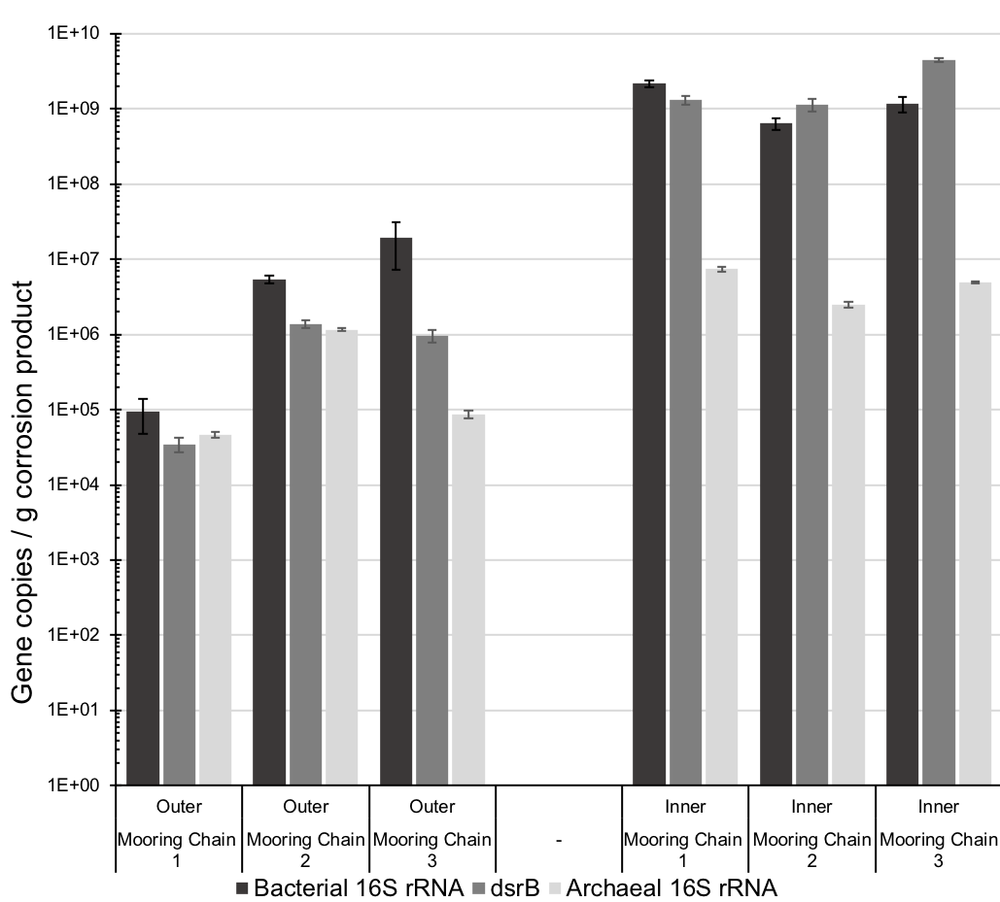 1E+10
1E+09
1E+08
1E+07
1E+06
1E+05
1E+04
1E+03
1E+02
1E+01
1E+00
Gene copies / g corrosion product
Outer Outer Outer Inner Inner Inner
Mooring Chain Mooring Chain Mooring Chain - Mooring Chain Mooring Chain Mooring Chain
1 2 3 1 2 3
Bacterial 16S rRNA dsrB Archaeal 16S rRNA